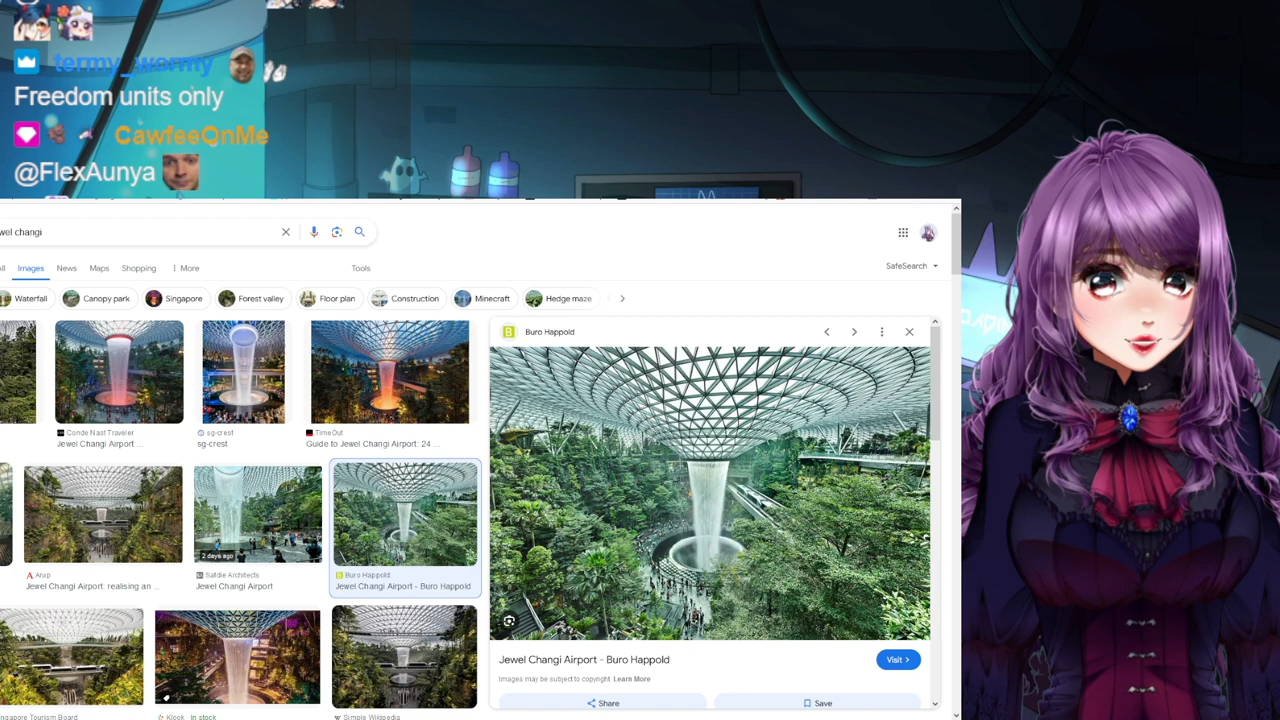 termy_wormy
Freedom units only
CawfeeOnMe
@FlexAunya
wel changi
Images
News
Maps
Shopping
More
Tools
SafeSearch
Waterfall
Canopy park
Singapore
Forest valley
Floor plan
Construction
Minecraft
Hedge maze
Buro Happold
Conde Nast Traveler
Jewel Changi Airport ...
sg-crest
sg-crest
TimeOut
Guide to Jewel Changi Airport: 24 ...
2 days ago
Arup
Jewel Changi Airport: realising an ...
Safdie Architects
Jewel Changi Airport
Buro Happold
Jewel Changi Airport - Buro Happold
Jewel Changi Airport - Buro Happold
Visit
Images may be subject to copyright. Learn More
Share
Save
ngapore Tourism Board
Klook · In stock
Simple Wikipedia